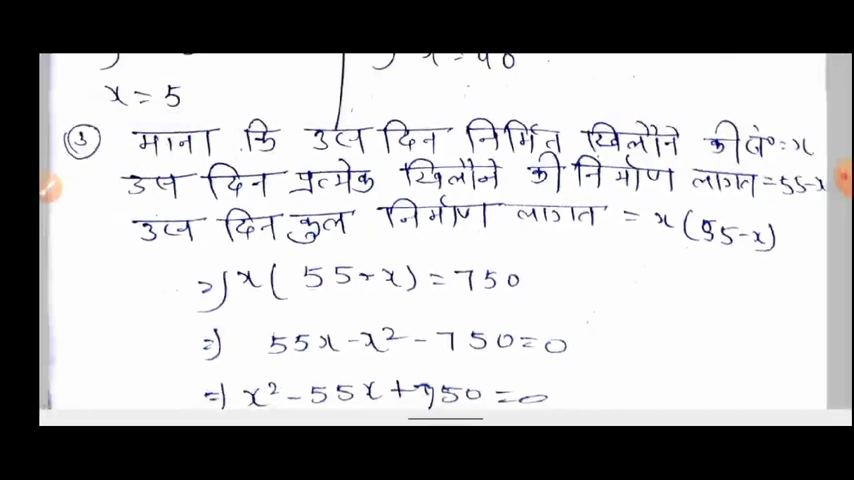 x = 5
x = 40
③ माना कि उस दिन निर्मित खिलौने की सं० = x
उस दिन प्रत्येक खिलौने की निर्माण लागत = 55-x
उस दिन कुल निर्माण लागत = x (55-x)
=> x ( 55-x) = 750
=> 55x - x² - 750 = 0
=> x² - 55x + 750 = 0